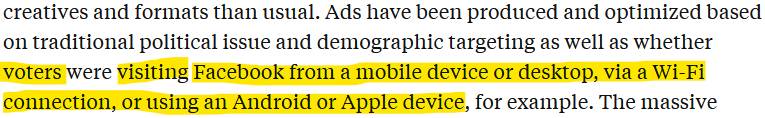 creatives and formats than usual. Ads have been produced and optimized based
on traditional political issue and demographic targeting as well as whether
voters were visiting Facebook from a mobile device or desktop, via a Wi-Fi
connection, or using an Android or Apple device, for example. The massive